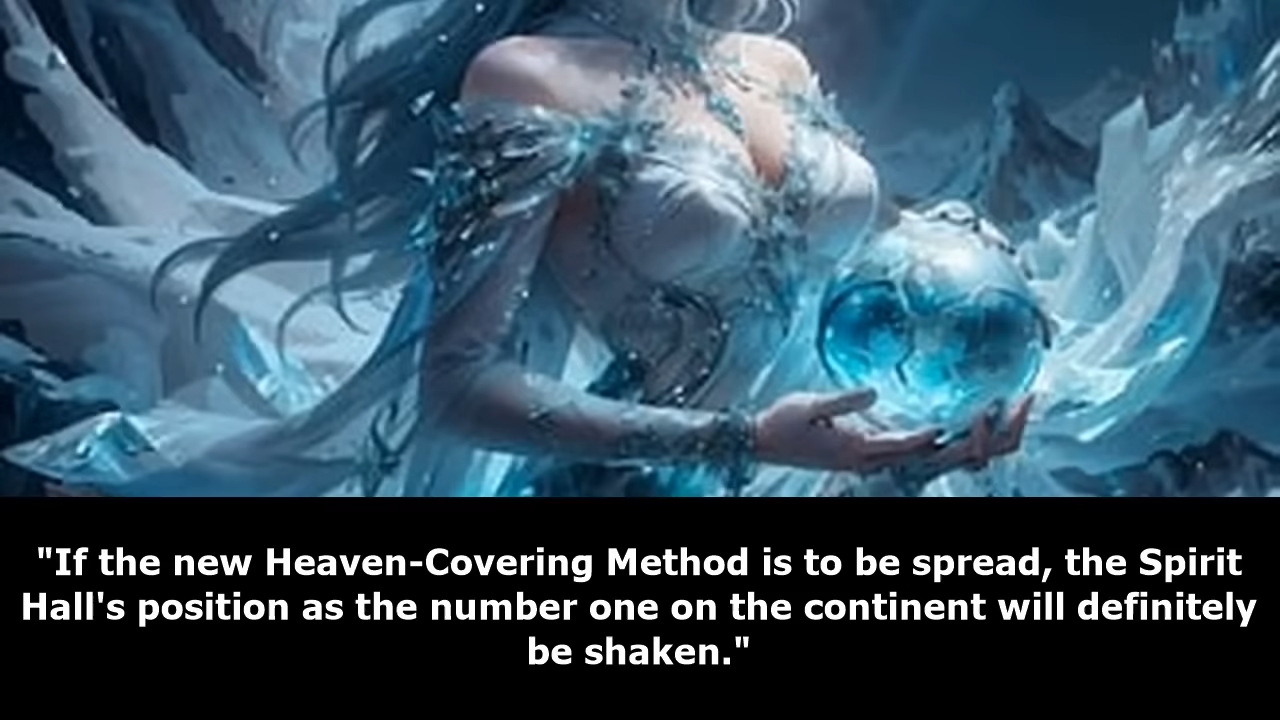 "If the new Heaven-Covering Method is to be spread, the Spirit
Hall's position as the number one on the continent will definitely
be shaken."